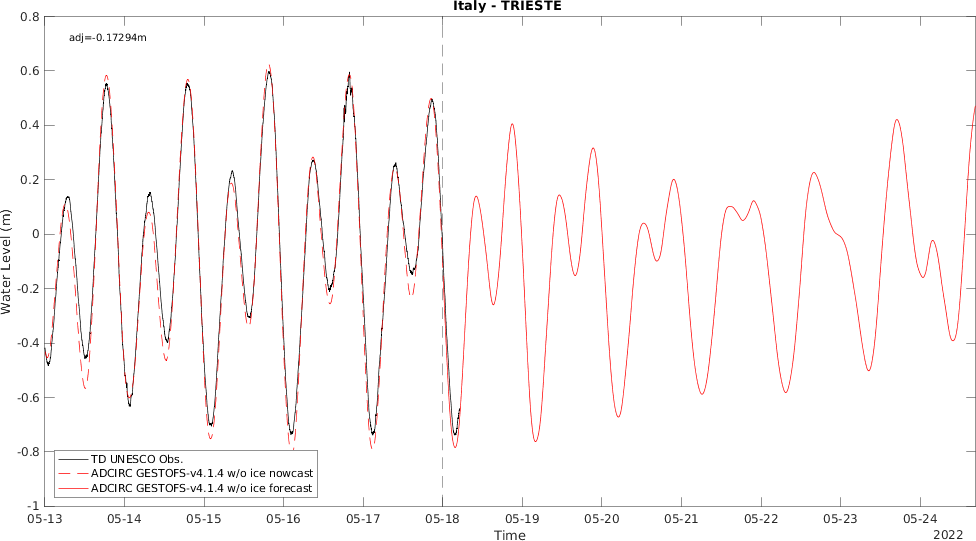 Italy - TRIESTE
adj=-0.17294m
0.8
0.6
0.4
0.2
0
-0.2
-0.4
-0.6
-0.8
-1
Water Level (m)
TD UNESCO Obs.
ADCIRC GESTOFS-v4.1.4 w/o ice nowcast
ADCIRC GESTOFS-v4.1.4 w/o ice forecast
05-13 05-14 05-15 05-16 05-17 05-18 05-19 05-20 05-21 05-22 05-23 05-24
Time
2022